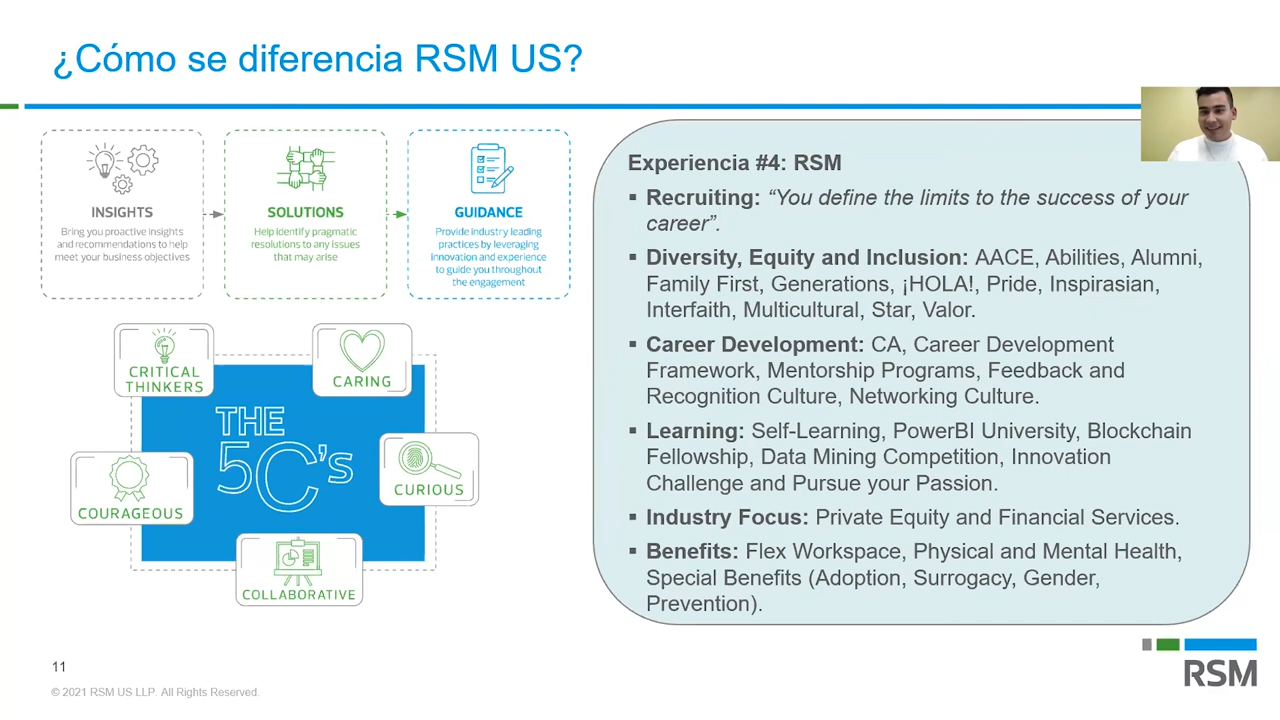 ¿Cómo se diferencia RSM US?
INSIGHTS
Bring you proactive insights
and recommendations to help
meet your business objectives
SOLUTIONS
Help identify pragmatic
resolutions to any issues
that may arise
GUIDANCE
Provide industry leading
practices by leveraging
innovation and experience
to guide you throughout
the engagement
CRITICAL
THINKERS
CARING
THE
5C's
CURIOUS
COURAGEOUS
COLLABORATIVE
Experiencia #4: RSM
▪ Recruiting: “You define the limits to the success of your
career”.
▪ Diversity, Equity and Inclusion: AACE, Abilities, Alumni,
Family First, Generations, ¡HOLA!, Pride, Inspirasian,
Interfaith, Multicultural, Star, Valor.
▪ Career Development: CA, Career Development
Framework, Mentorship Programs, Feedback and
Recognition Culture, Networking Culture.
▪ Learning: Self-Learning, PowerBI University, Blockchain
Fellowship, Data Mining Competition, Innovation
Challenge and Pursue your Passion.
▪ Industry Focus: Private Equity and Financial Services.
▪ Benefits: Flex Workspace, Physical and Mental Health,
Special Benefits (Adoption, Surrogacy, Gender,
Prevention).
11
© 2021 RSM US LLP. All Rights Reserved.
RSM